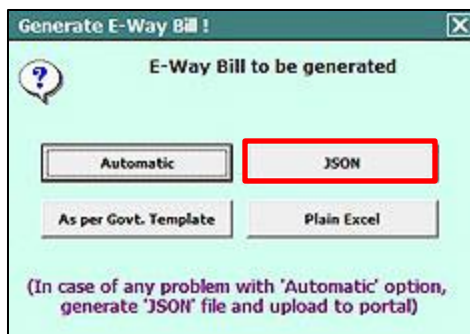 Generate E-Way Bill !
E-Way Bill to be generated
Automatic
JSON
As per Govt. Template
Plain Excel
(In case of any problem with 'Automatic' option,
generate 'JSON' file and upload to portal)